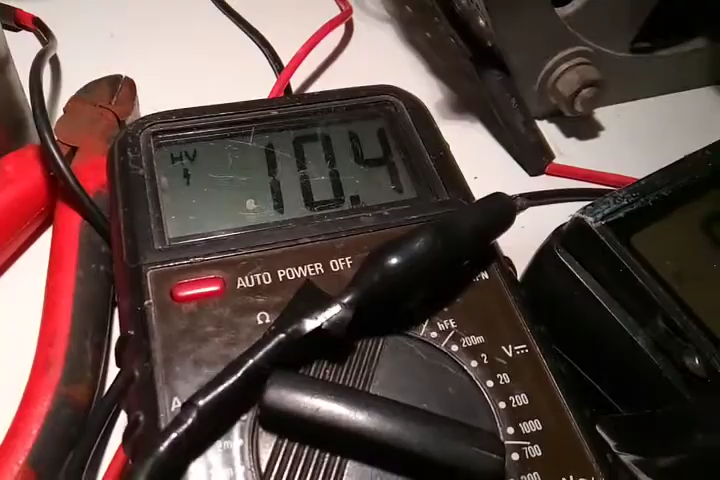 HV
10.4
AUTO POWER OFF
Ω
hFE
200m
2
V
20
200
1000
700